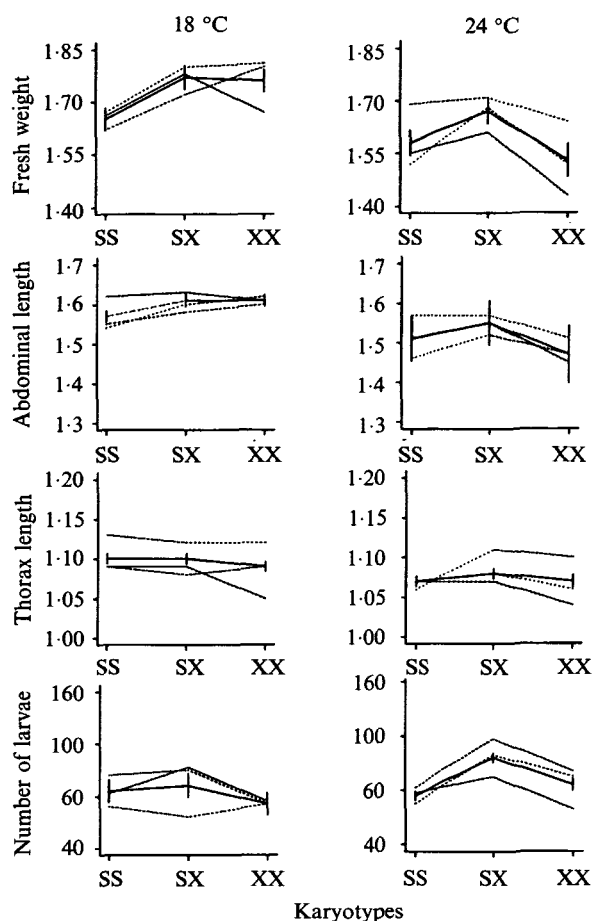 18 °C
24 °C
Fresh weight
1·85
1·70
1·55
1·40
SS SX XX
1·85
1·70
1·55
1·40
SS SX XX
Abdominal length
1·7
1·6
1·5
1·4
1·3
SS SX XX
1·7
1·6
1·5
1·4
1·3
SS SX XX
Thorax length
1·20
1·15
1·10
1·05
1·00
SS SX XX
1·20
1·15
1·10
1·05
1·00
SS SX XX
Number of larvae
160
100
60
40
SS SX XX
160
100
60
40
SS SX XX
Karyotypes